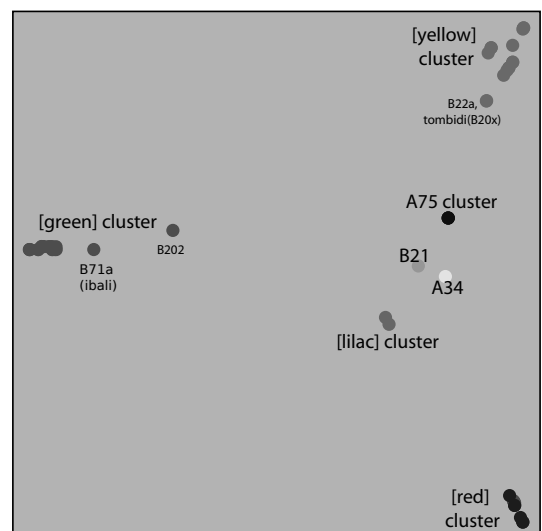 [yellow]
cluster
B22a,
tombidi(B20x)
A75 cluster
[green] cluster
B202
B71a
(ibali)
B21
A34
[lilac] cluster
[red]
cluster